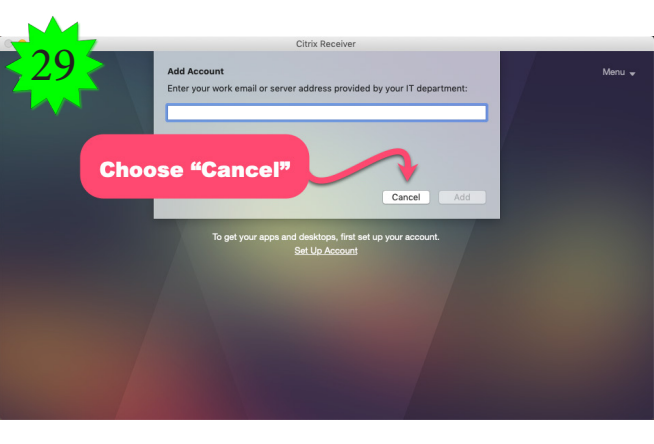 29
Citrix Receiver
Menu
Add Account
Enter your work email or server address provided by your IT department:
Choose “Cancel”
Cancel
Add
To get your apps and desktops, first set up your account.
Set Up Account